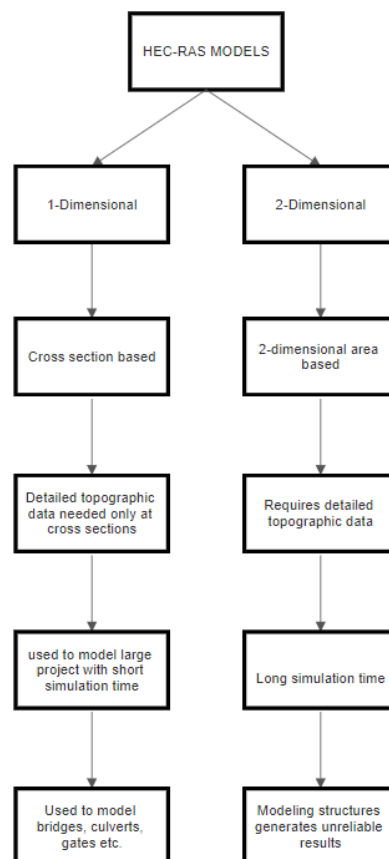 HEC-RAS MODELS
1-Dimensional
2-Dimensional
Cross section based
2-dimensional area
based
Detailed topographic
data needed only at
cross sections
Requires detailed
topographic data
used to model large
project with short
simulation time
Long simulation time
Used to model
bridges, culverts,
gates etc.
Modeling structures
generates unreliable
results